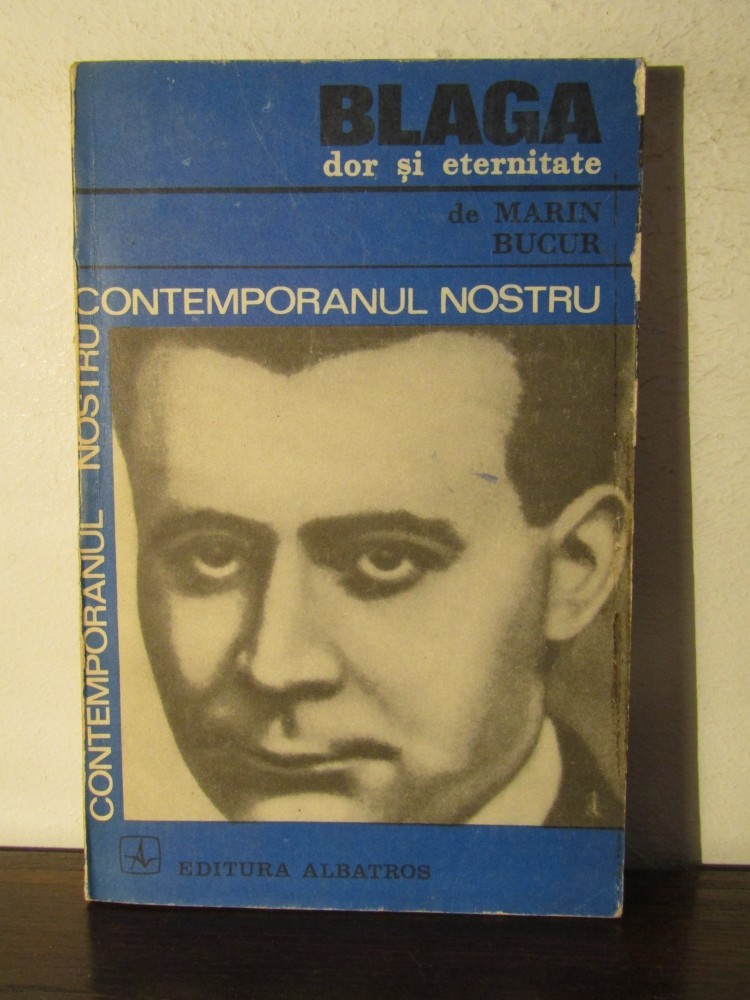 BLAGA
dor și eternitate
de MARIN
BUCUR
CONTEMPORANUL NOSTRU
CONTEMPORANUL NOSTRU
EDITURA ALBATROS